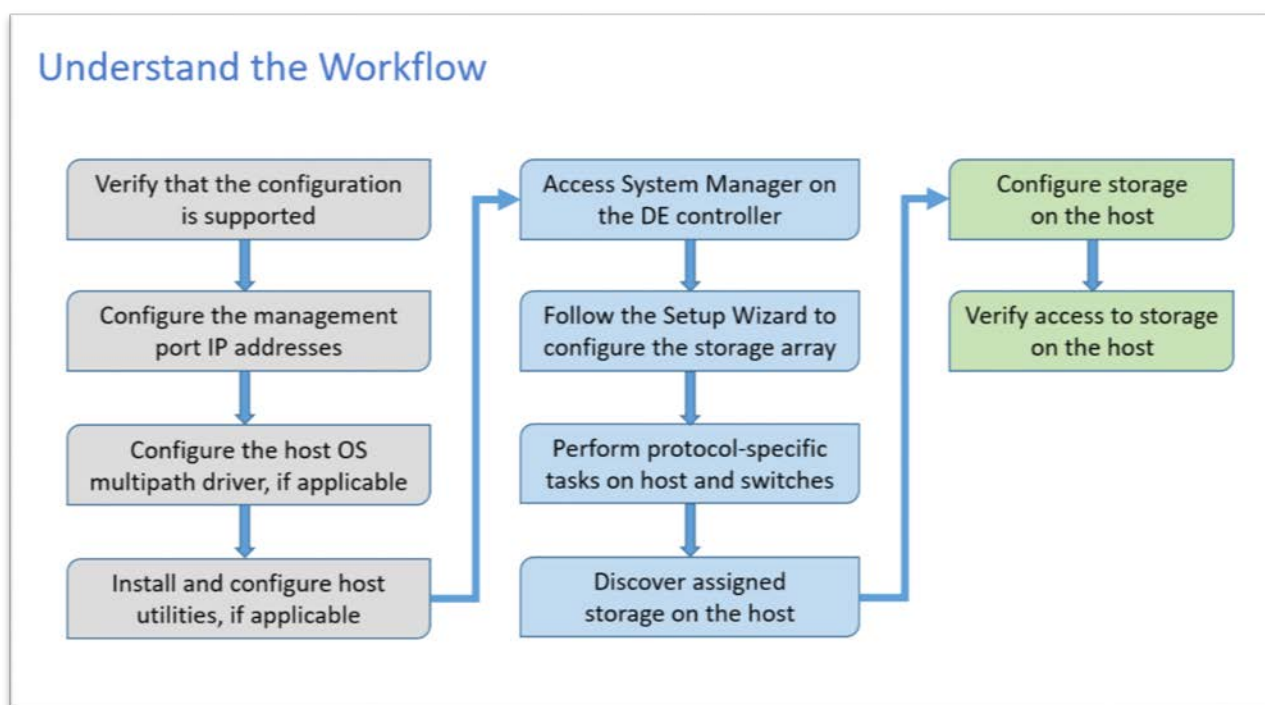 Understand the Workflow
Verify that the configuration
is supported
Configure the management
port IP addresses
Configure the host OS
multipath driver, if applicable
Install and configure host
utilities, if applicable
Access System Manager on
the DE controller
Follow the Setup Wizard to
configure the storage array
Perform protocol-specific
tasks on host and switches
Discover assigned
storage on the host
Configure storage
on the host
Verify access to storage
on the host